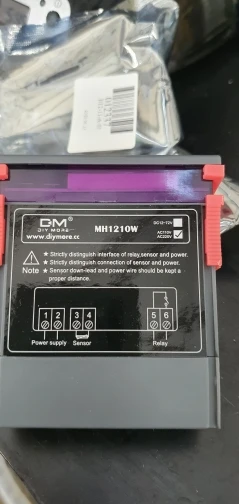 DM ®
DIY MORE
www.diymore.cc
MH1210W
DC12-72V
AC110V
AC220V
Note
★ Strictly distinguish interface of relay,sensor and power.
★ Strictly distinguish connection of sensor and power.
★ Sensor down-lead and power wire should be kept a
proper distance.
1 2 3 4 5 6
Power supply Sensor Relay